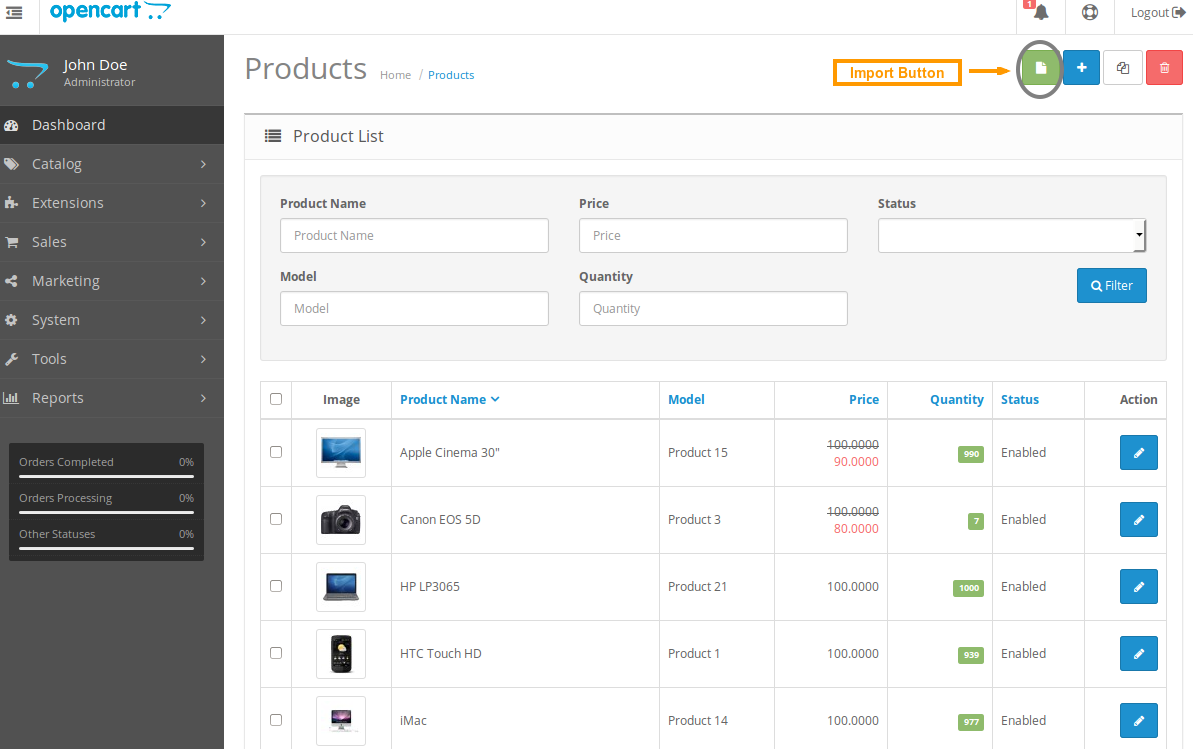 opencart
1
Logout
John Doe
Administrator
Products
Home / Products
Import Button
Dashboard
Catalog
Extensions
Sales
Marketing
System
Tools
Reports
Orders Completed 0%
Orders Processing 0%
Other Statuses 0%
Product List
Product Name Price Status
Product Name Price
Model Quantity
Model Quantity
Filter
Image Product Name Model Price Quantity Status Action
Apple Cinema 30" Product 15 100.0000 90.0000 990 Enabled
Canon EOS 5D Product 3 100.0000 80.0000 7 Enabled
HP LP3065 Product 21 100.0000 1000 Enabled
HTC Touch HD Product 1 100.0000 939 Enabled
iMac Product 14 100.0000 977 Enabled